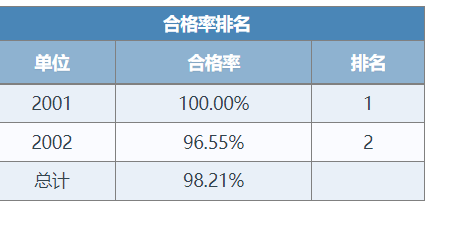 合格率排名
单位 合格率 排名
2001 100.00% 1
2002 96.55% 2
总计 98.21%